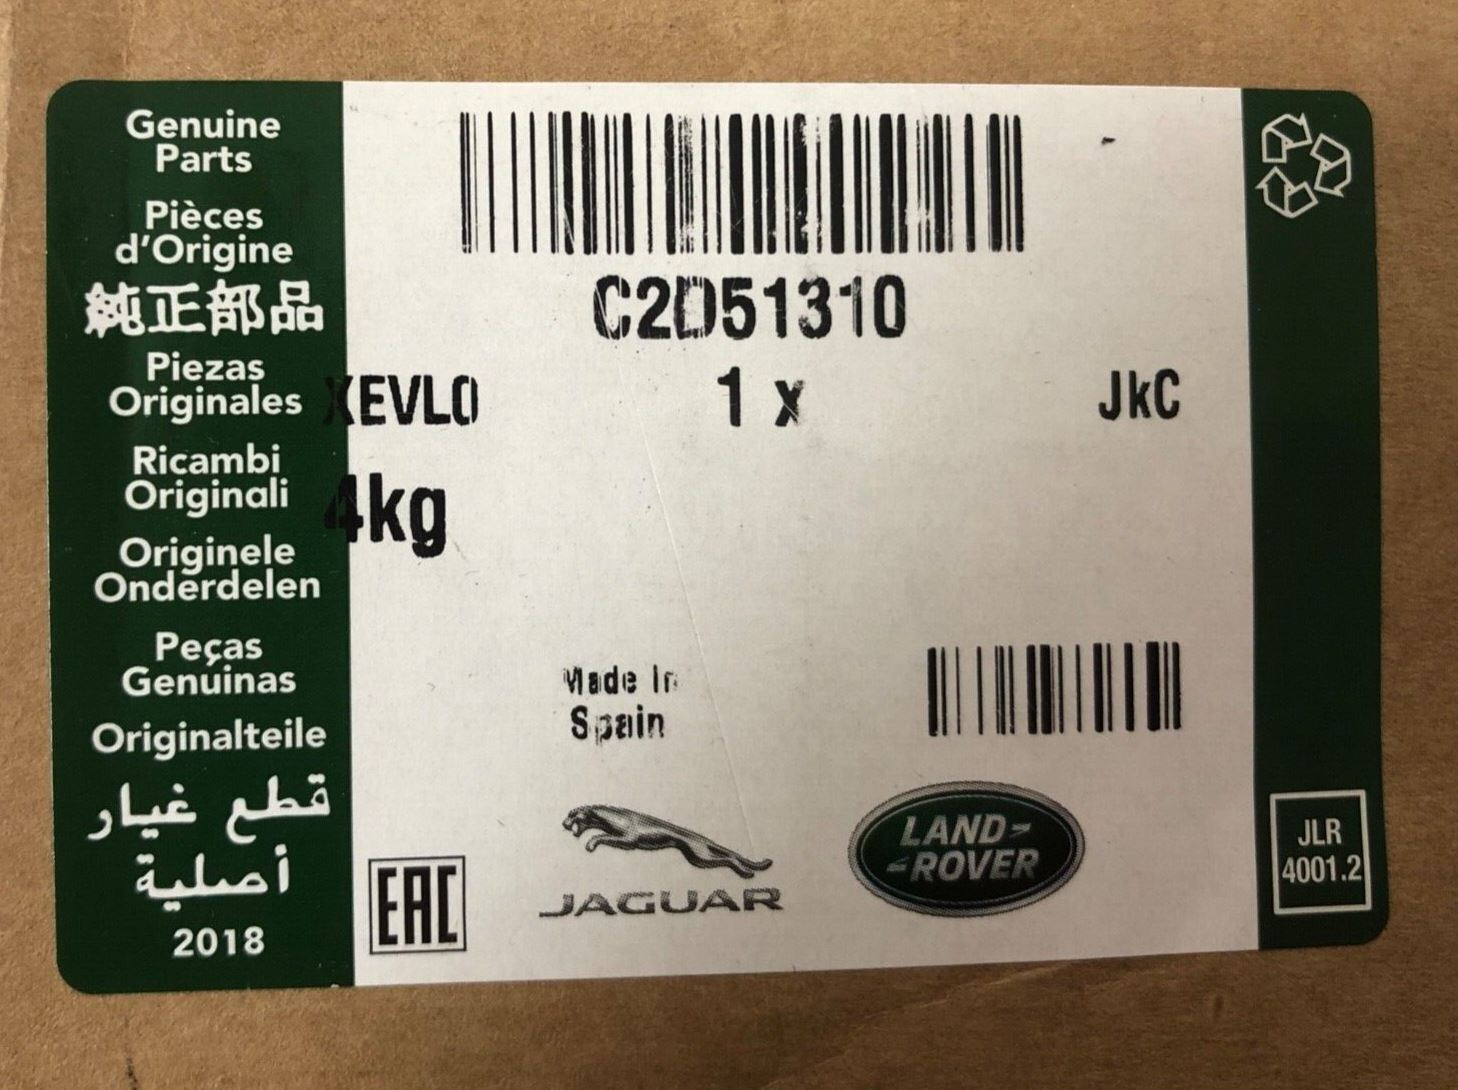 Genuine
Parts
Pièces
d'Origine
純正部品
Piezas
Originales
Ricambi
Originali
Originele
Onderdelen
Peças
Genuínas
Originalteile
قطع غيار
أصلية
2018
C2D51310
XEVLO 1 x JkC
4kg
Made In
Spain
EAC
JAGUAR
LAND-
-ROVER
JLR
4001.2